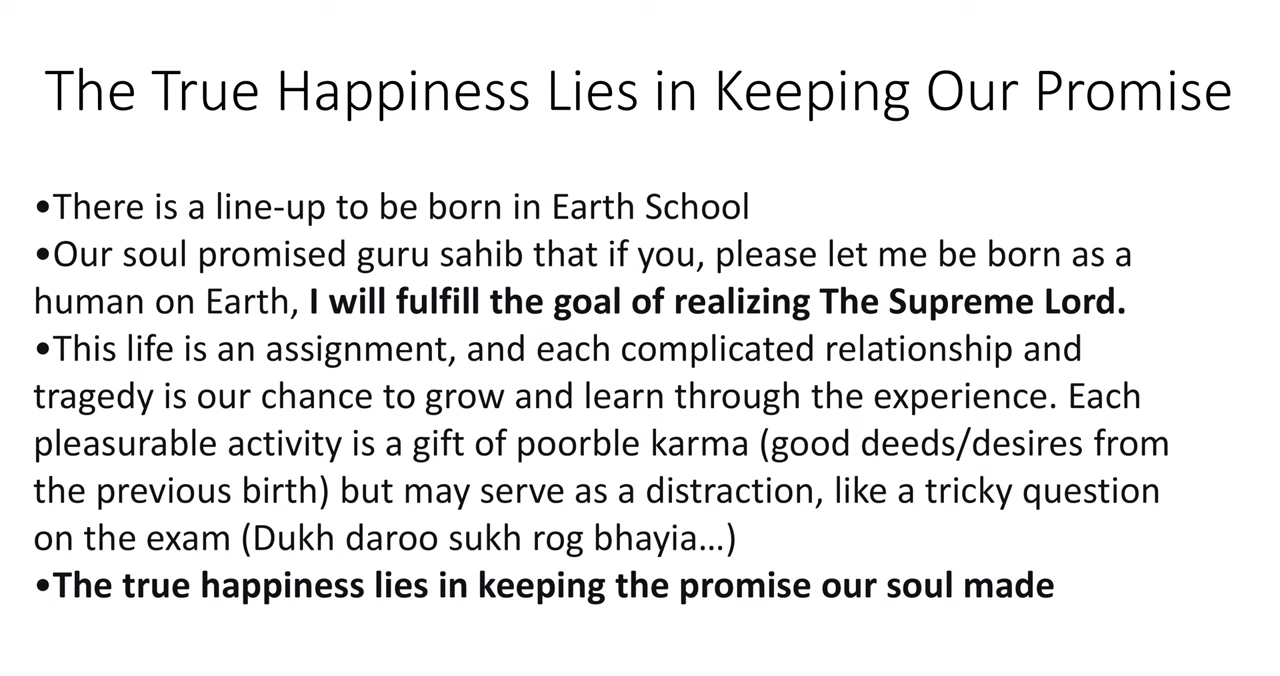 The True Happiness Lies in Keeping Our Promise
•There is a line-up to be born in Earth School
•Our soul promised guru sahib that if you, please let me be born as a
human on Earth, I will fulfill the goal of realizing The Supreme Lord.
•This life is an assignment, and each complicated relationship and
tragedy is our chance to grow and learn through the experience. Each
pleasurable activity is a gift of poorble karma (good deeds/desires from
the previous birth) but may serve as a distraction, like a tricky question
on the exam (Dukh daroo sukh rog bhayia...)
•The true happiness lies in keeping the promise our soul made